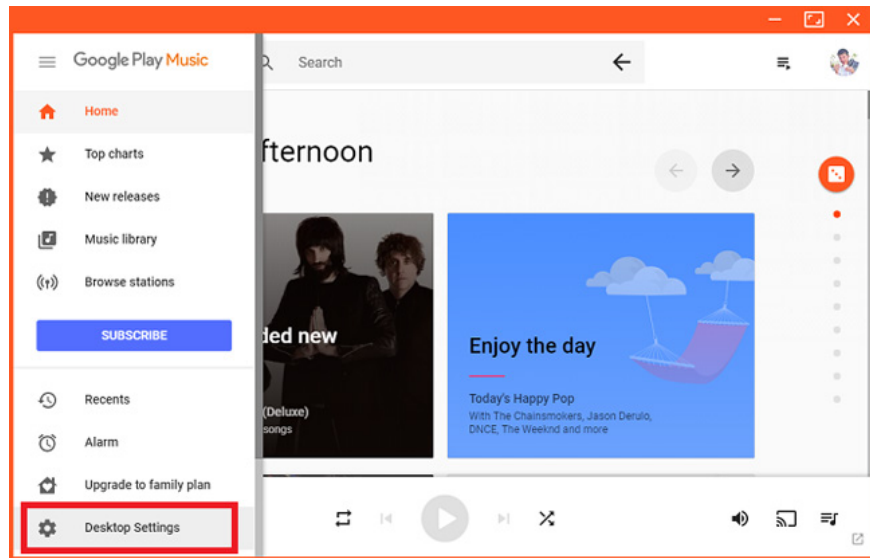 Google Play Music
Search
Home
Top charts
fternoon
New releases
Music library
Browse stations
SUBSCRIBE
ded new
(Deluxe)
songs
Enjoy the day
Today's Happy Pop
With The Chainsmokers, Jason Derulo,
DNCE, The Weeknd and more
Recents
Alarm
Upgrade to family plan
Desktop Settings